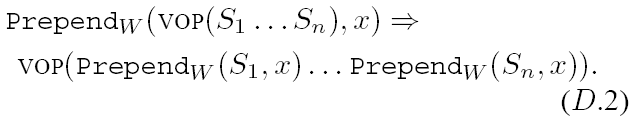 Prepend_W(VOP(S_1 … S_n), x) ⇒
VOP(Prepend_W(S_1, x) … Prepend_W(S_n, x)).
(D.2)